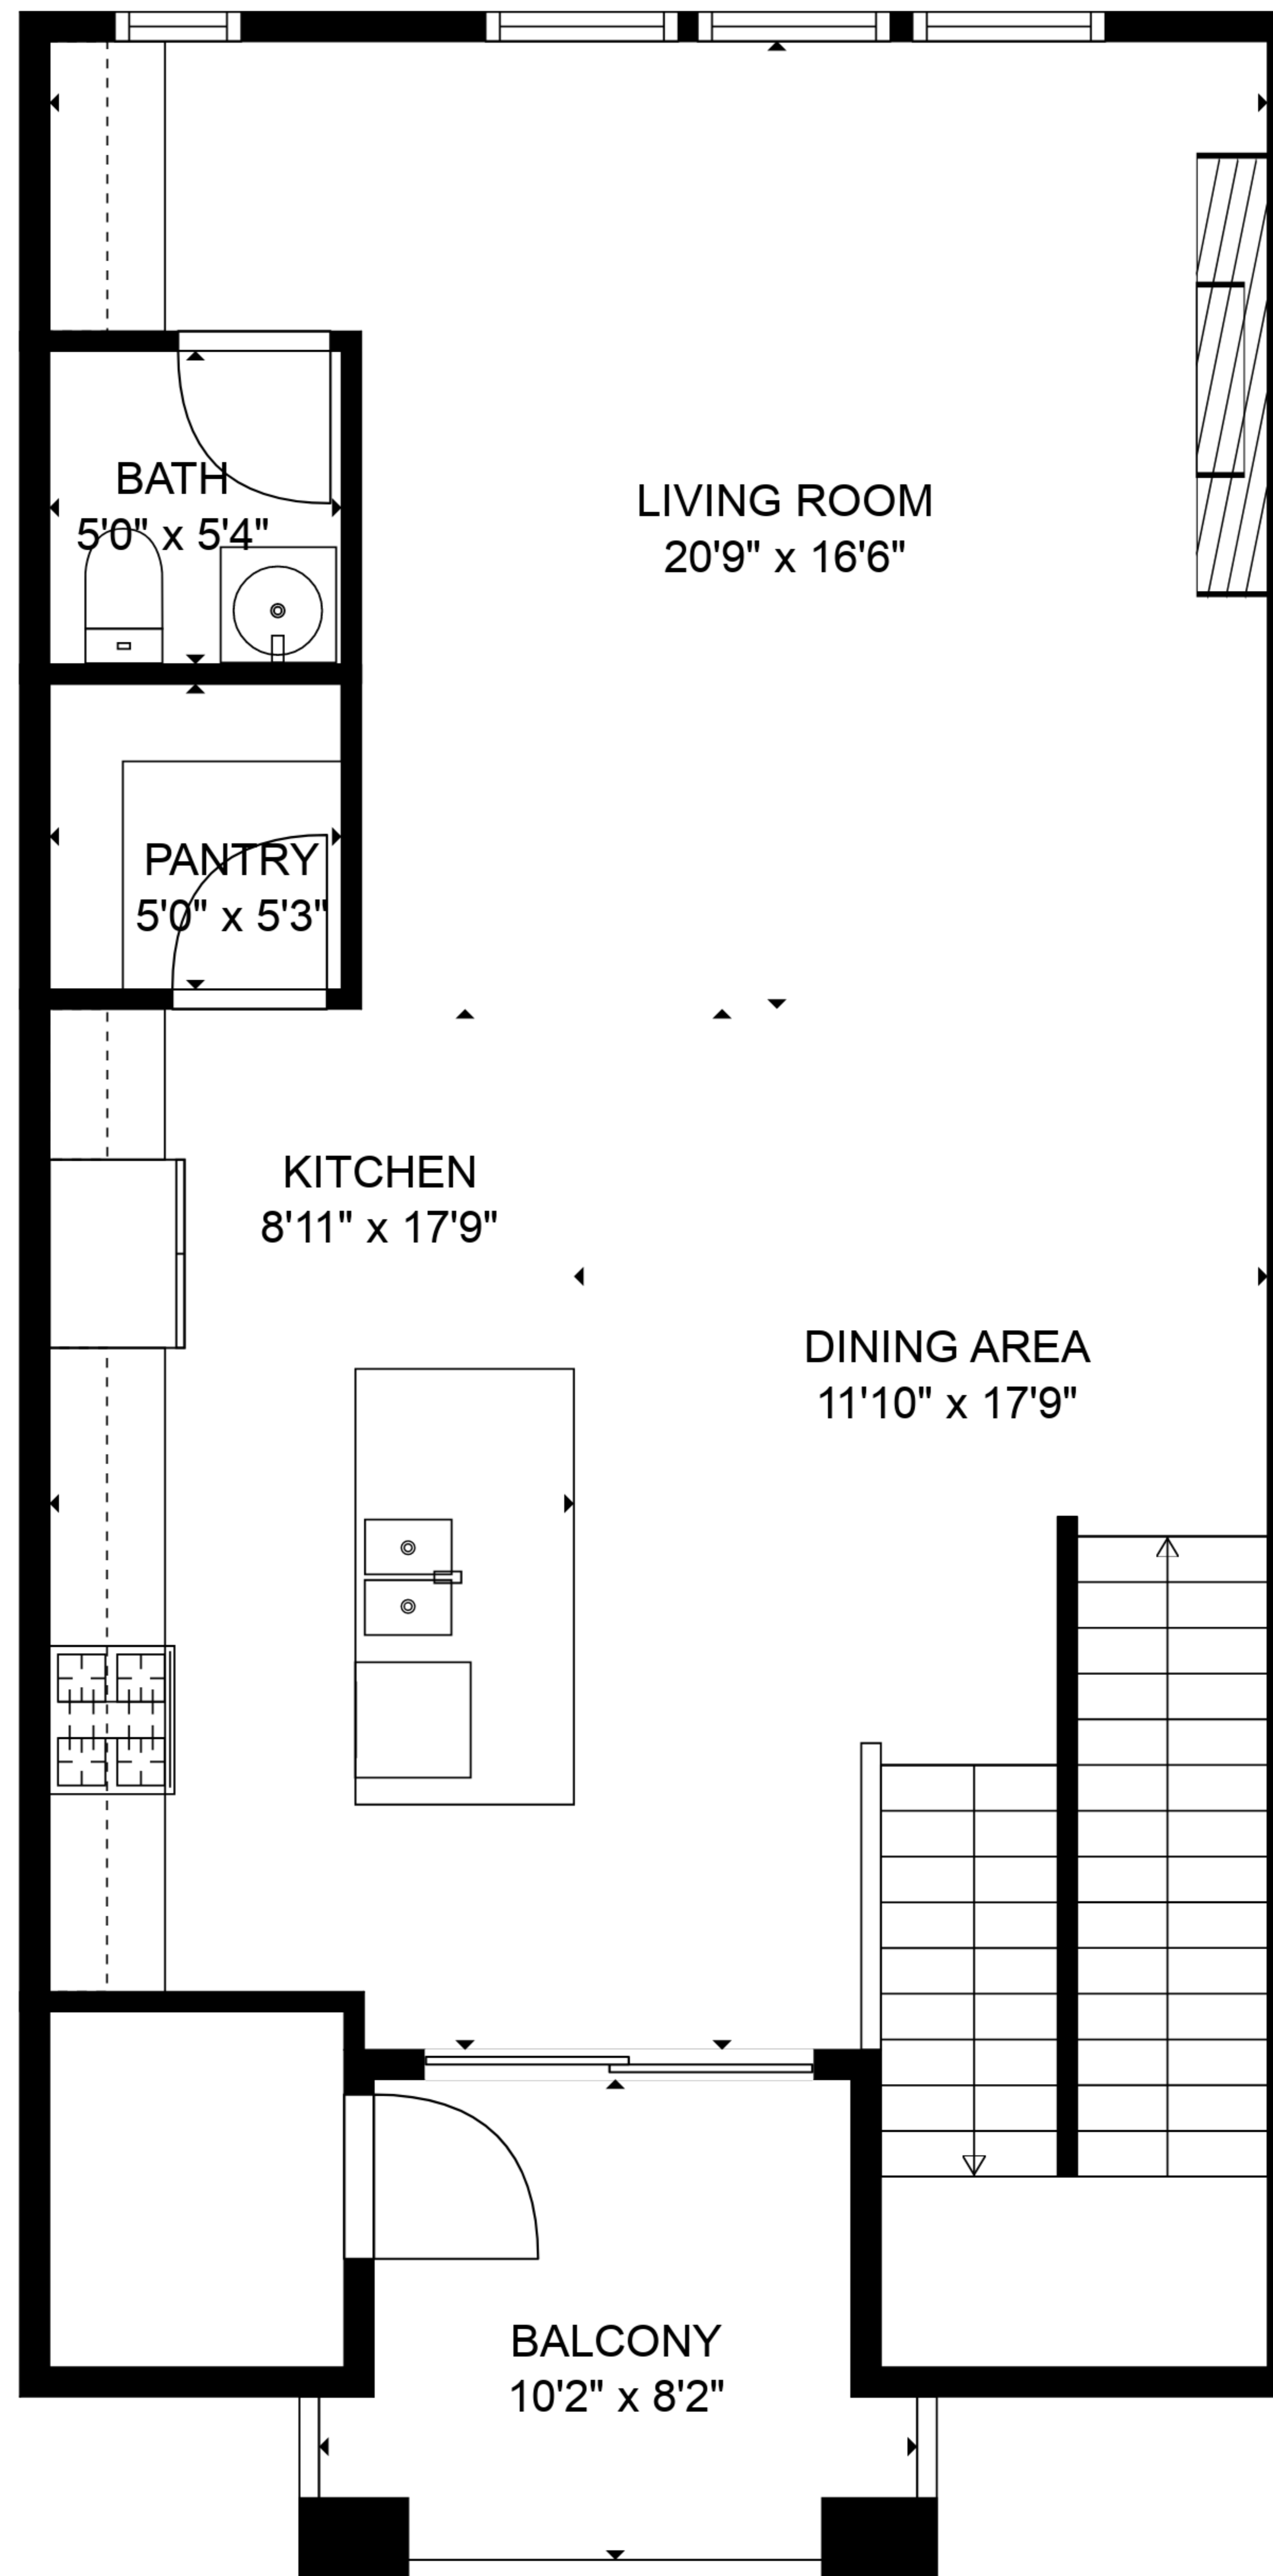 BATH
5'0" x 5'4"
LIVING ROOM
20'9" x 16'6"
PANTRY
5'0" x 5'3"
KITCHEN
8'11" x 17'9"
DINING AREA
11'10" x 17'9"
BALCONY
10'2" x 8'2"